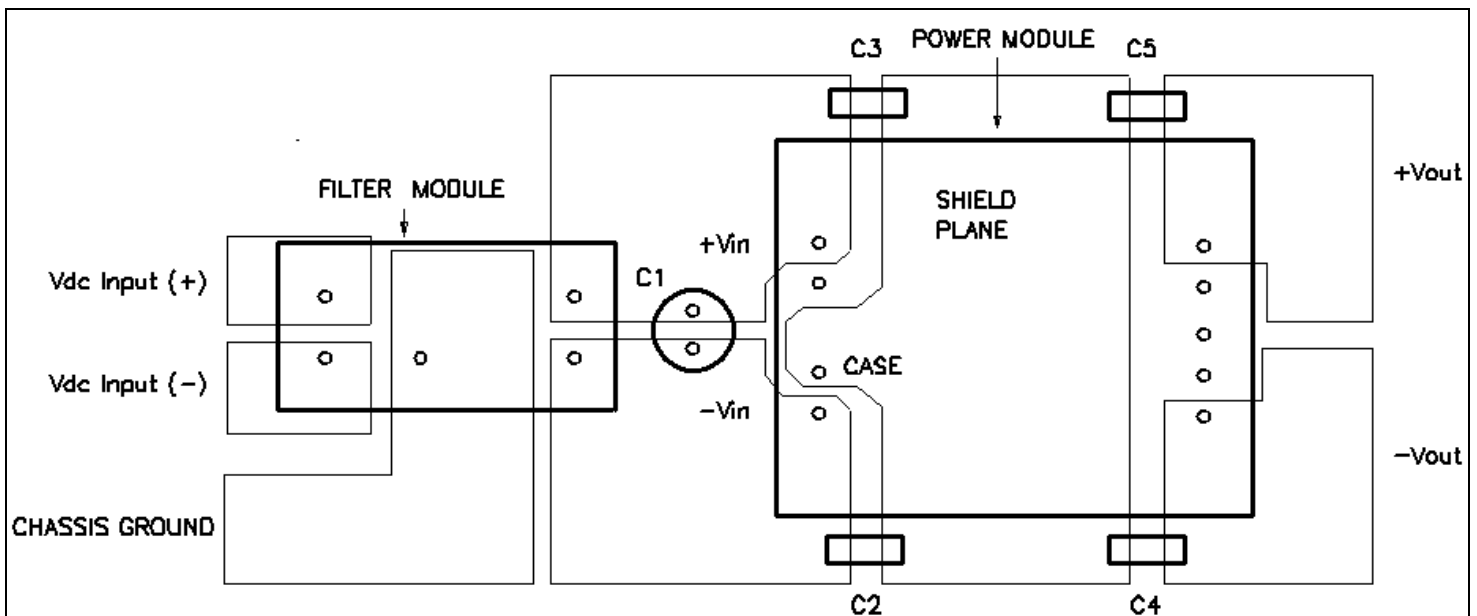 C3
POWER MODULE
C5
+Vout
FILTER MODULE
SHIELD
PLANE
+Vin
Vdc Input (+)
C1
CASE
Vdc Input (-)
-Vin
-Vout
CHASSIS GROUND
C2
C4